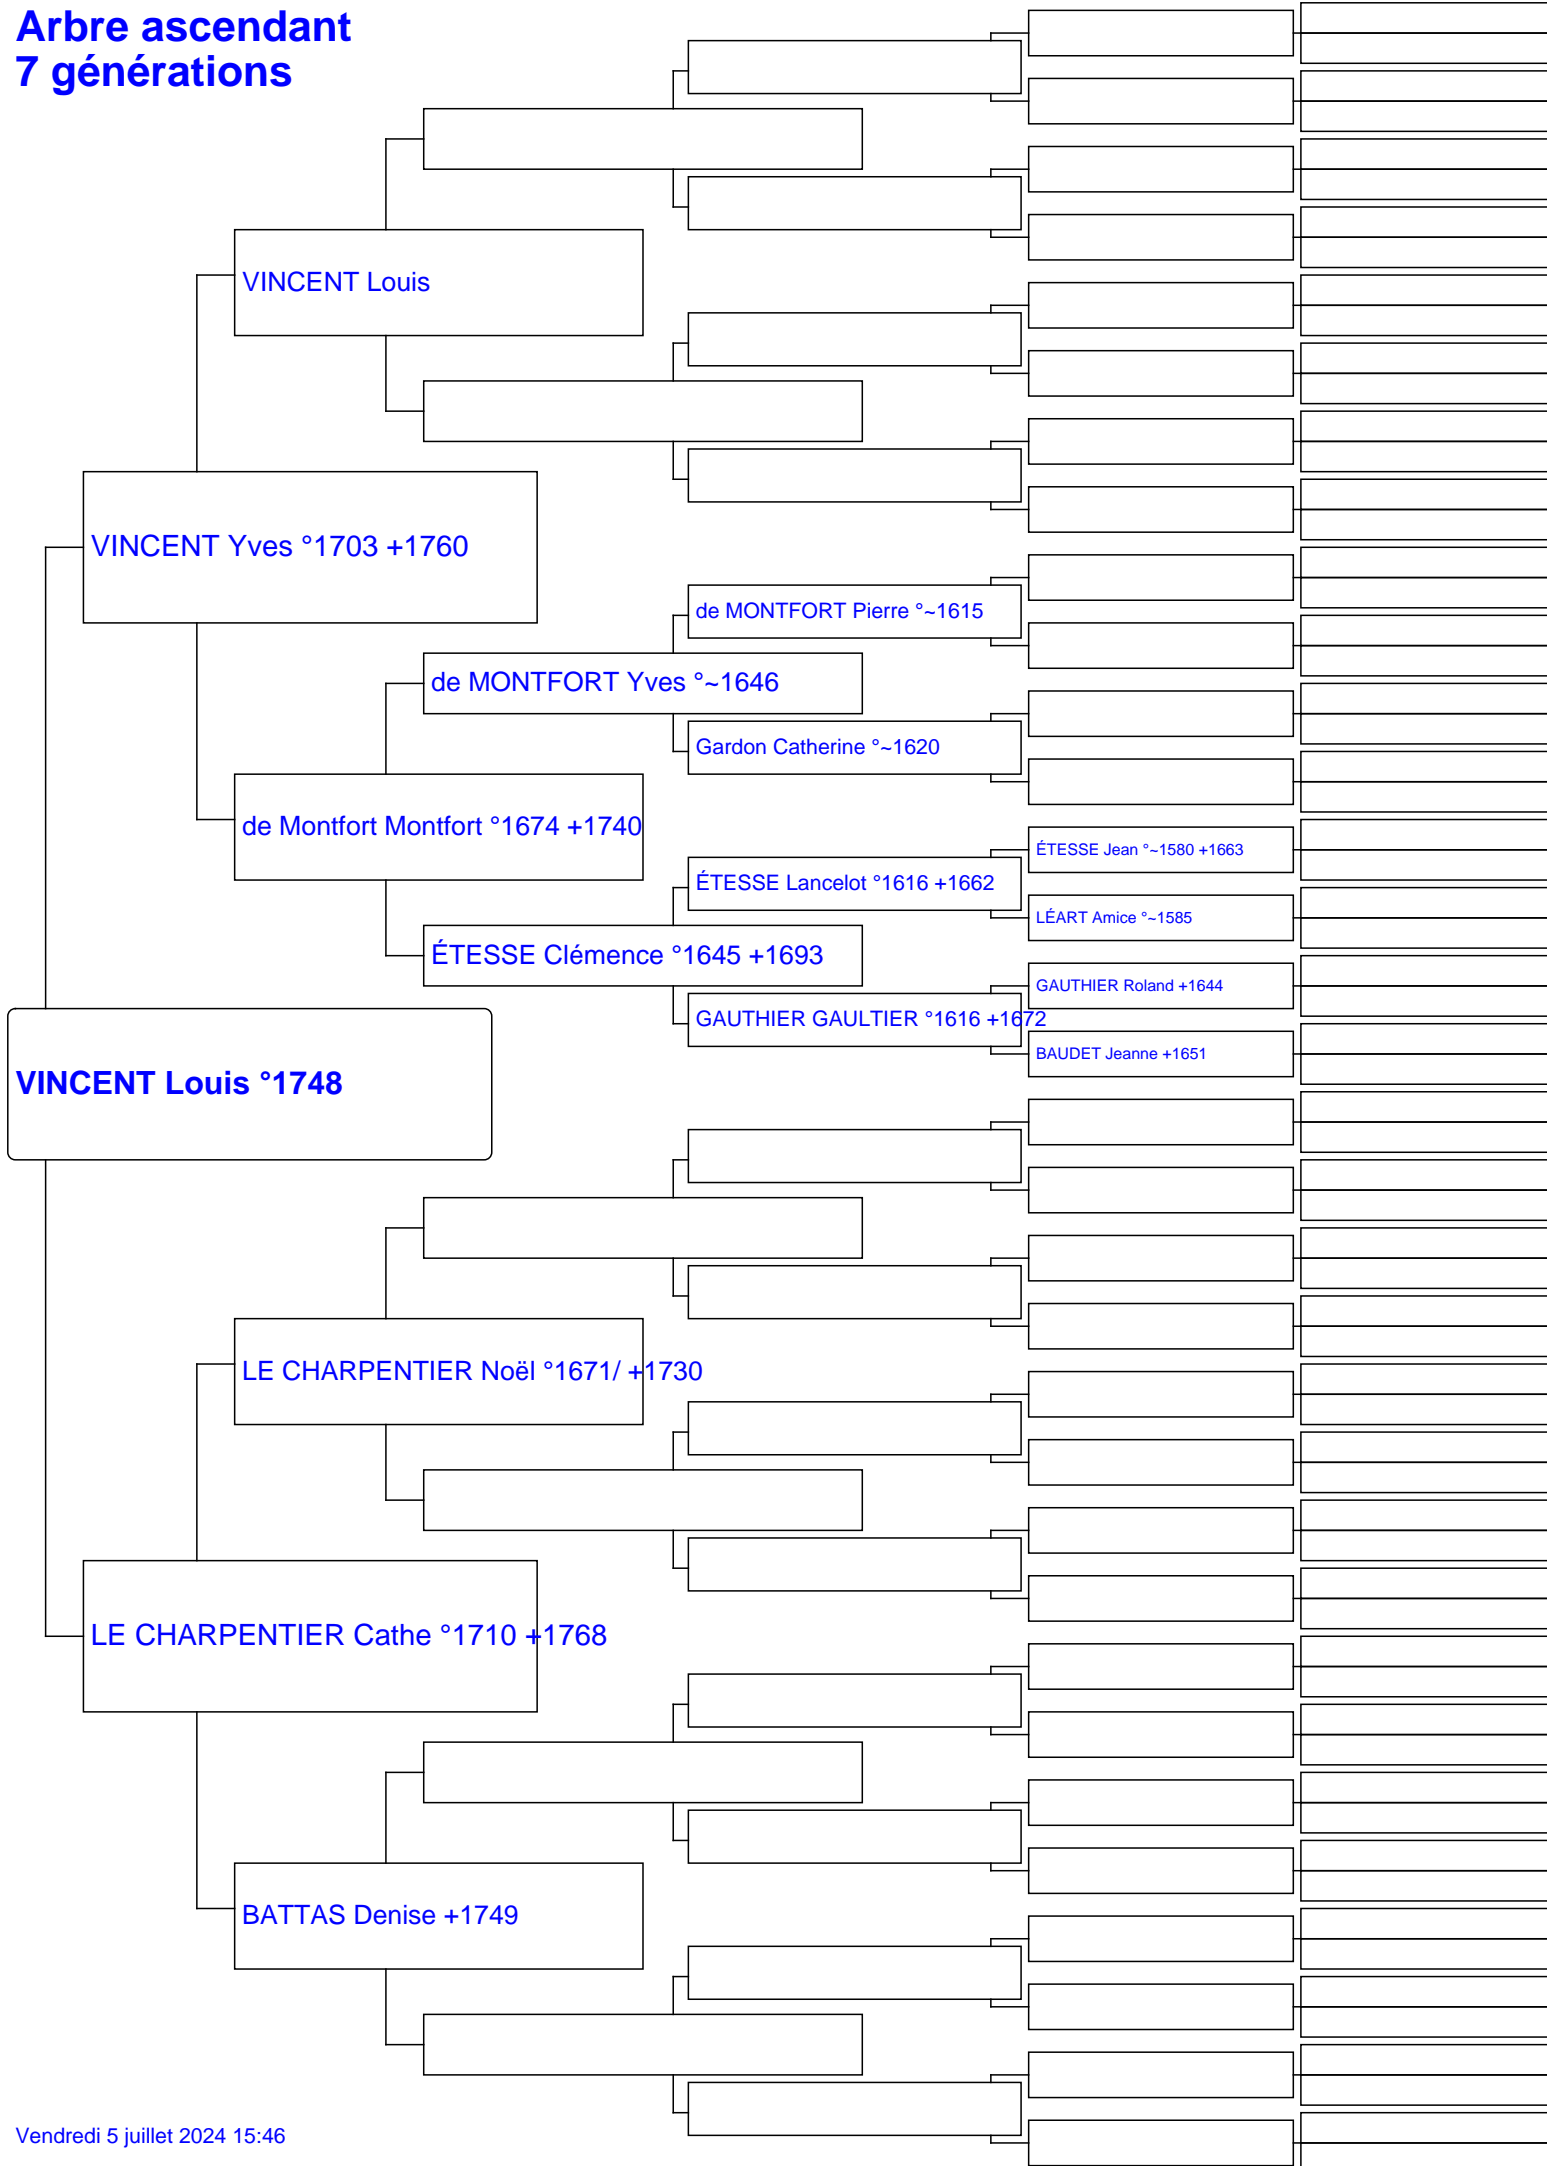 Arbre ascendant
7 générations
VINCENT Louis
VINCENT Yves °1703 +1760
de MONTFORT Pierre °~1615
de MONTFORT Yves °~1646
Gardon Catherine °~1620
de Montfort Montfort °1674 +1740
ÉTESSE Jean °~1580 +1663
ÉTESSE Lancelot °1616 +1662
LÉART Amice °~1585
ÉTESSE Clémence °1645 +1693
GAUTHIER Roland +1644
GAUTHIER GAULTIER °1616 +1672
BAUDET Jeanne +1651
VINCENT Louis °1748
LE CHARPENTIER Noël °1671/ +1730
LE CHARPENTIER Cathe °1710 +1768
BATTAS Denise +1749
Vendredi 5 juillet 2024 15:46